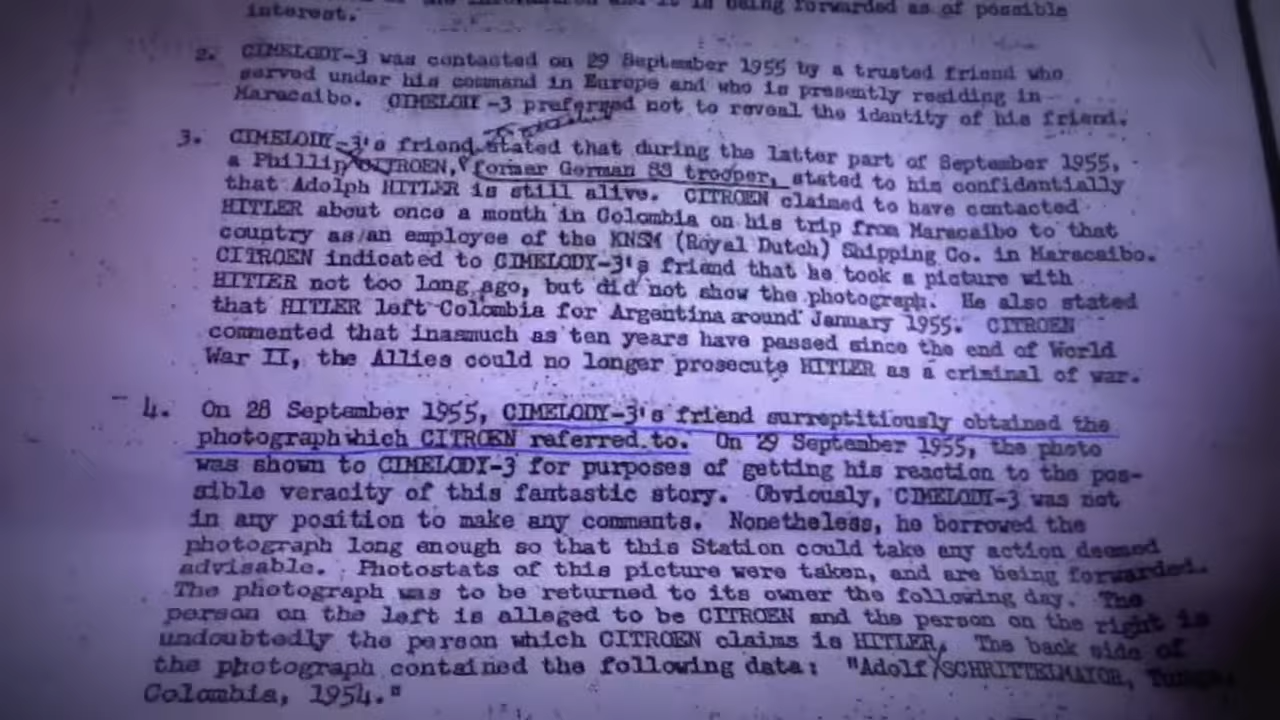 interest.
of the information and it is being forwarded as of possible
2. CIMELODY-3 was contacted on 29 September 1955 by a trusted friend who
served under his command in Europe and who is presently residing in
Maracaibo. CIMELODY-3 preferred not to reveal the identity of his friend.
3. CIMELODY-3's friend stated that during the latter part of September 1955,
a Phillip CITROEN, former German SS trooper, stated to his confidentially
that Adolph HITLER is still alive. CITROEN claimed to have contacted
HITLER about once a month in Colombia on his trip from Maracaibo to that
country as an employee of the KNSM (Royal Dutch) Shipping Co. in Maracaibo.
CITROEN indicated to CIMELODY-3's friend that he took a picture with
HITLER not too long ago, but did not show the photograph. He also stated
that HITLER left Colombia for Argentina around January 1955. CITROEN
commented that inasmuch as ten years have passed since the end of World
War II, the Allies could no longer prosecute HITLER as a criminal of war.
4. On 28 September 1955, CIMELODY-3's friend surreptitiously obtained the
photograph which CITROEN referred to. On 29 September 1955, the photo
was shown to CIMELODY-3 for purposes of getting his reaction to the pos-
sible veracity of this fantastic story. Obviously, CIMELODY-3 was not
in any position to make any comments. Nonetheless, he borrowed the
photograph long enough so that this Station could take any action deemed
advisable. Photostats of this picture were taken, and are being forwarded.
The photograph was to be returned to its owner the following day. The
person on the left is alleged to be CITROEN and the person on the right is
undoubtedly the person which CITROEN claims is HITLER. The back side of
the photograph contained the following data: "Adolf SCHRITTELMAYOR,
Colombia, 1954."